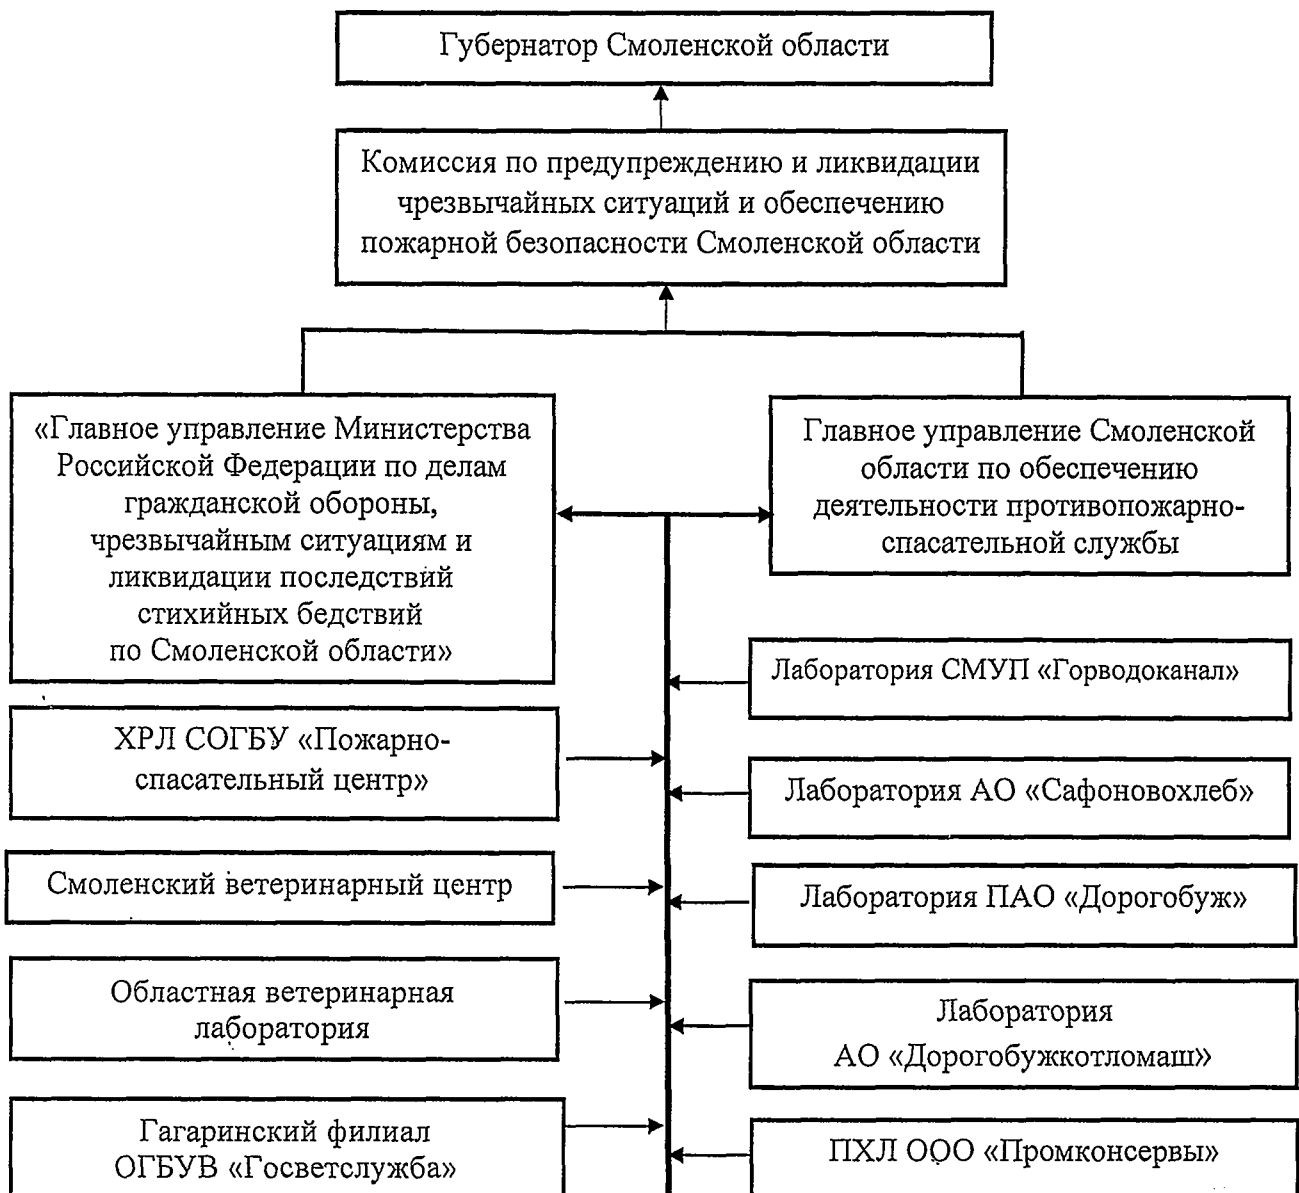 Губернатор Смоленской области
Комиссия по предупреждению и ликвидации
чрезвычайных ситуаций и обеспечению
пожарной безопасности Смоленской области
«Главное управление Министерства
Российской Федерации по делам
гражданской обороны,
чрезвычайным ситуациям и
ликвидации последствий
стихийных бедствий
по Смоленской области»
Главное управление Смоленской
области по обеспечению
деятельности противопожарно-
спасательной службы
Лаборатория СМУП «Горводоканал»
ХРЛ СОГБУ «Пожарно-
спасательный центр»
Лаборатория АО «Сафоновохлеб»
Смоленский ветеринарный центр
Лаборатория ПАО «Дорогобуж»
Областная ветеринарная
лаборатория
Лаборатория
АО «Дорогобужкотломаш»
Гагаринский филиал
ОГБУВ «Госветслужба»
ПХЛ ООО «Промконсервы»